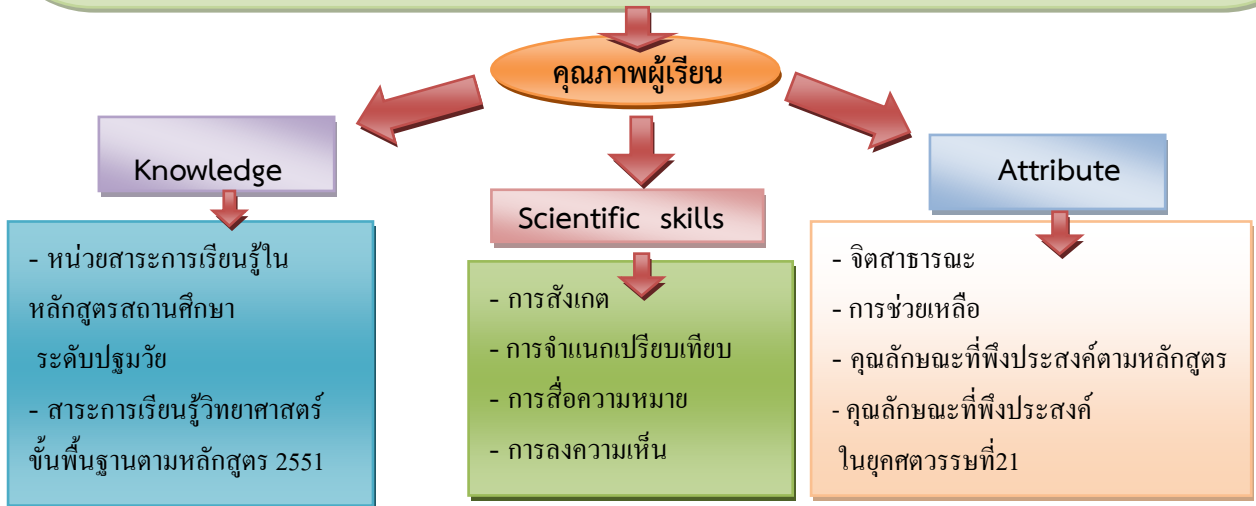 คุณภาพผู้เรียน
Knowledge
- หน่วยสาระการเรียนรู้ใน
หลักสูตรสถานศึกษา
ระดับปฐมวัย
- สาระการเรียนรู้วิทยาศาสตร์
ขั้นพื้นฐานตามหลักสูตร 2551
Scientific skills
- การสังเกต
- การจำแนกเปรียบเทียบ
- การสื่อความหมาย
- การลงความเห็น
Attribute
- จิตสาธารณะ
- การช่วยเหลือ
- คุณลักษณะที่พึงประสงค์ตามหลักสูตร
- คุณลักษณะที่พึงประสงค์
ในยุคศตวรรษที่21